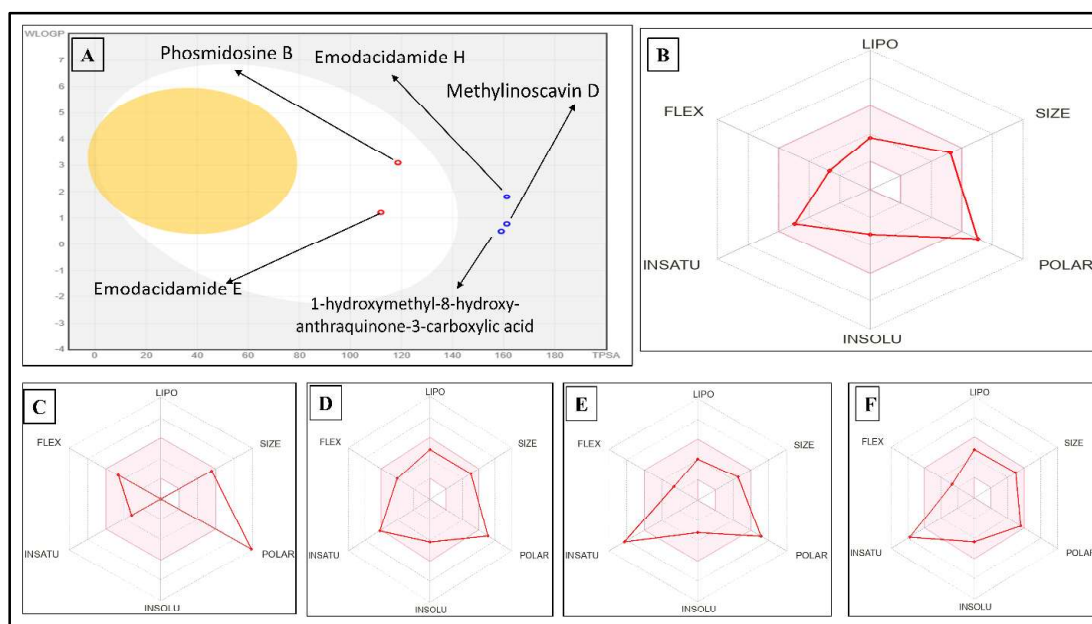 WLOGP
A
7
6
5
4
3
2
1
0
-1
-2
-3
-4
0 20 40 60 80 100 120 140 160 180 TPSA
Phosmidosine B
Emodacidamide H
Methylinoscavin D
Emodacidamide E
1-hydroxymethyl-8-hydroxy-
anthraquinone-3-carboxylic acid
B
LIPO
FLEX
SIZE
INSATU
POLAR
INSOLU
C
LIPO
FLEX
SIZE
INSATU
POLAR
INSOLU
D
LIPO
FLEX
SIZE
INSATU
POLAR
INSOLU
E
LIPO
FLEX
SIZE
INSATU
POLAR
INSOLU
F
LIPO
FLEX
SIZE
INSATU
POLAR
INSOLU